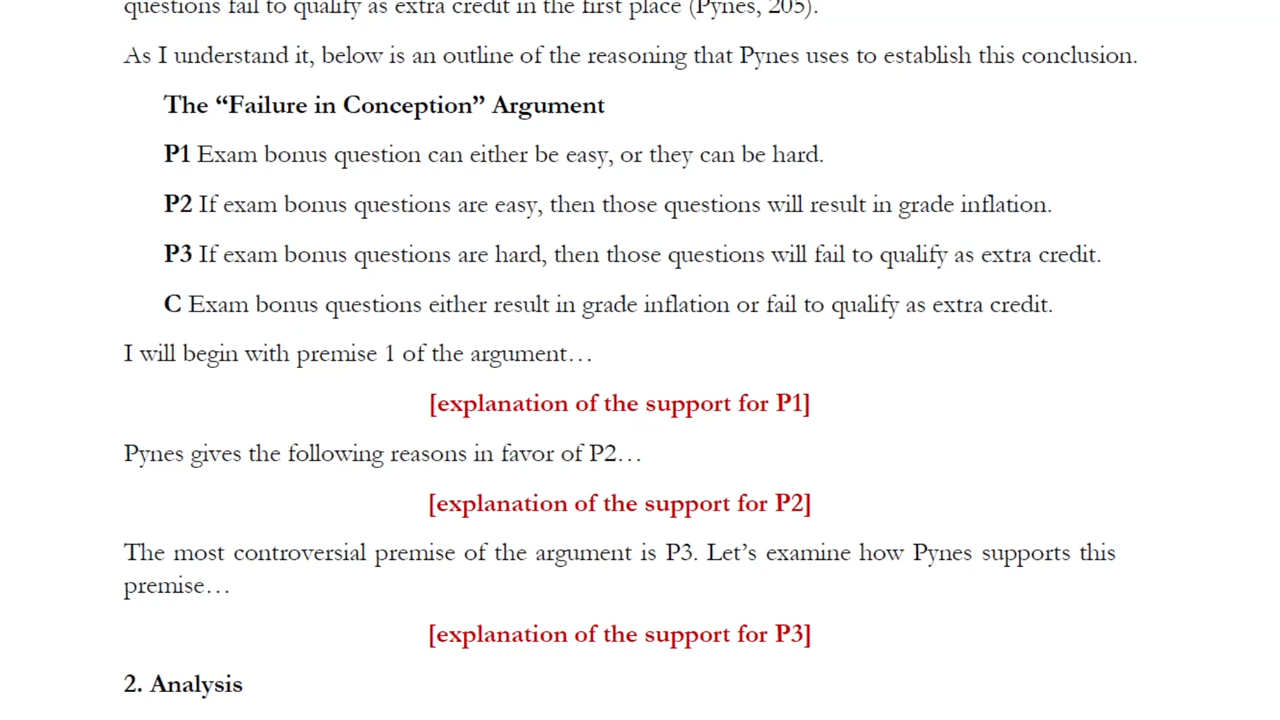 questions fail to qualify as extra credit in the first place (Pynes, 205).
As I understand it, below is an outline of the reasoning that Pynes uses to establish this conclusion.
The “Failure in Conception” Argument
P1 Exam bonus question can either be easy, or they can be hard.
P2 If exam bonus questions are easy, then those questions will result in grade inflation.
P3 If exam bonus questions are hard, then those questions will fail to qualify as extra credit.
C Exam bonus questions either result in grade inflation or fail to qualify as extra credit.
I will begin with premise 1 of the argument…
[explanation of the support for P1]
Pynes gives the following reasons in favor of P2…
[explanation of the support for P2]
The most controversial premise of the argument is P3. Let’s examine how Pynes supports this
premise…
[explanation of the support for P3]
2. Analysis